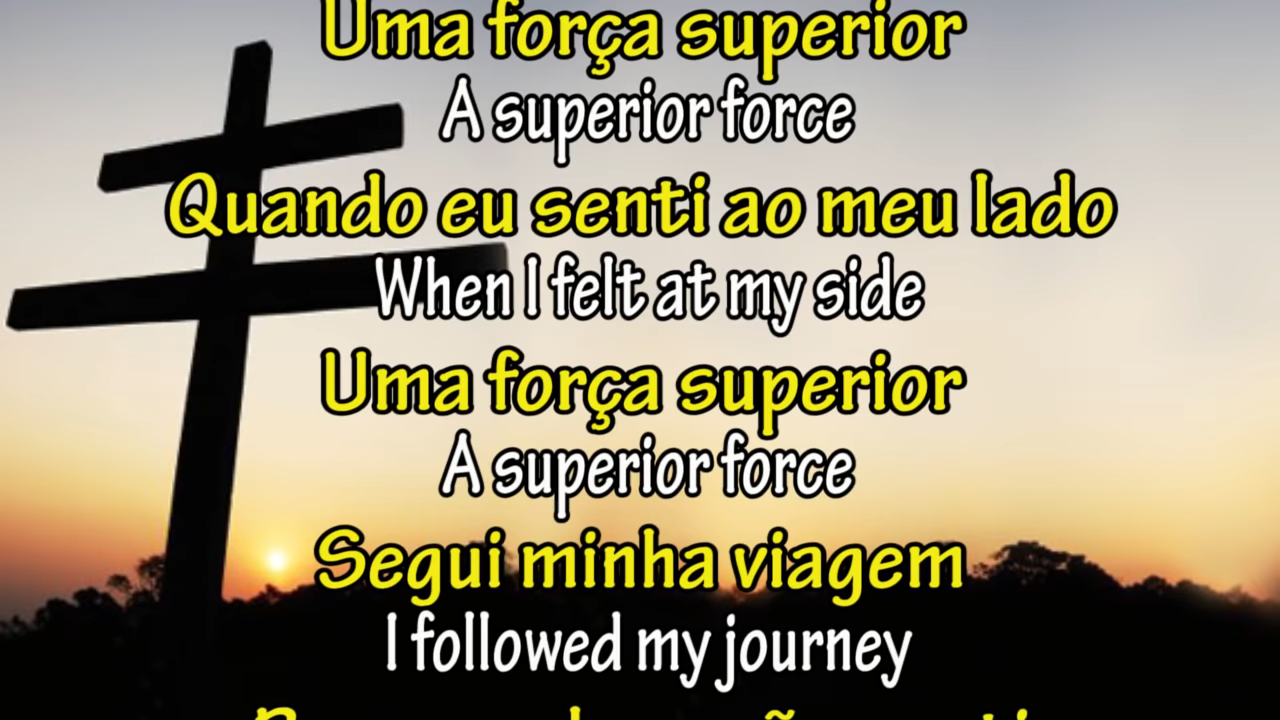 Uma força superior
A superior force
Quando eu senti ao meu lado
When I felt at my side
Uma força superior
A superior force
Segui minha viagem
I followed my journey